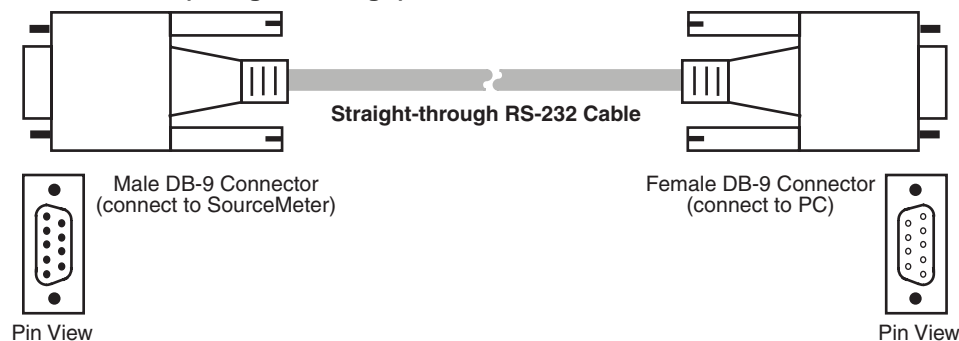 Straight-through RS-232 Cable
Male DB-9 Connector
(connect to SourceMeter)
Female DB-9 Connector
(connect to PC)
Pin View
Pin View